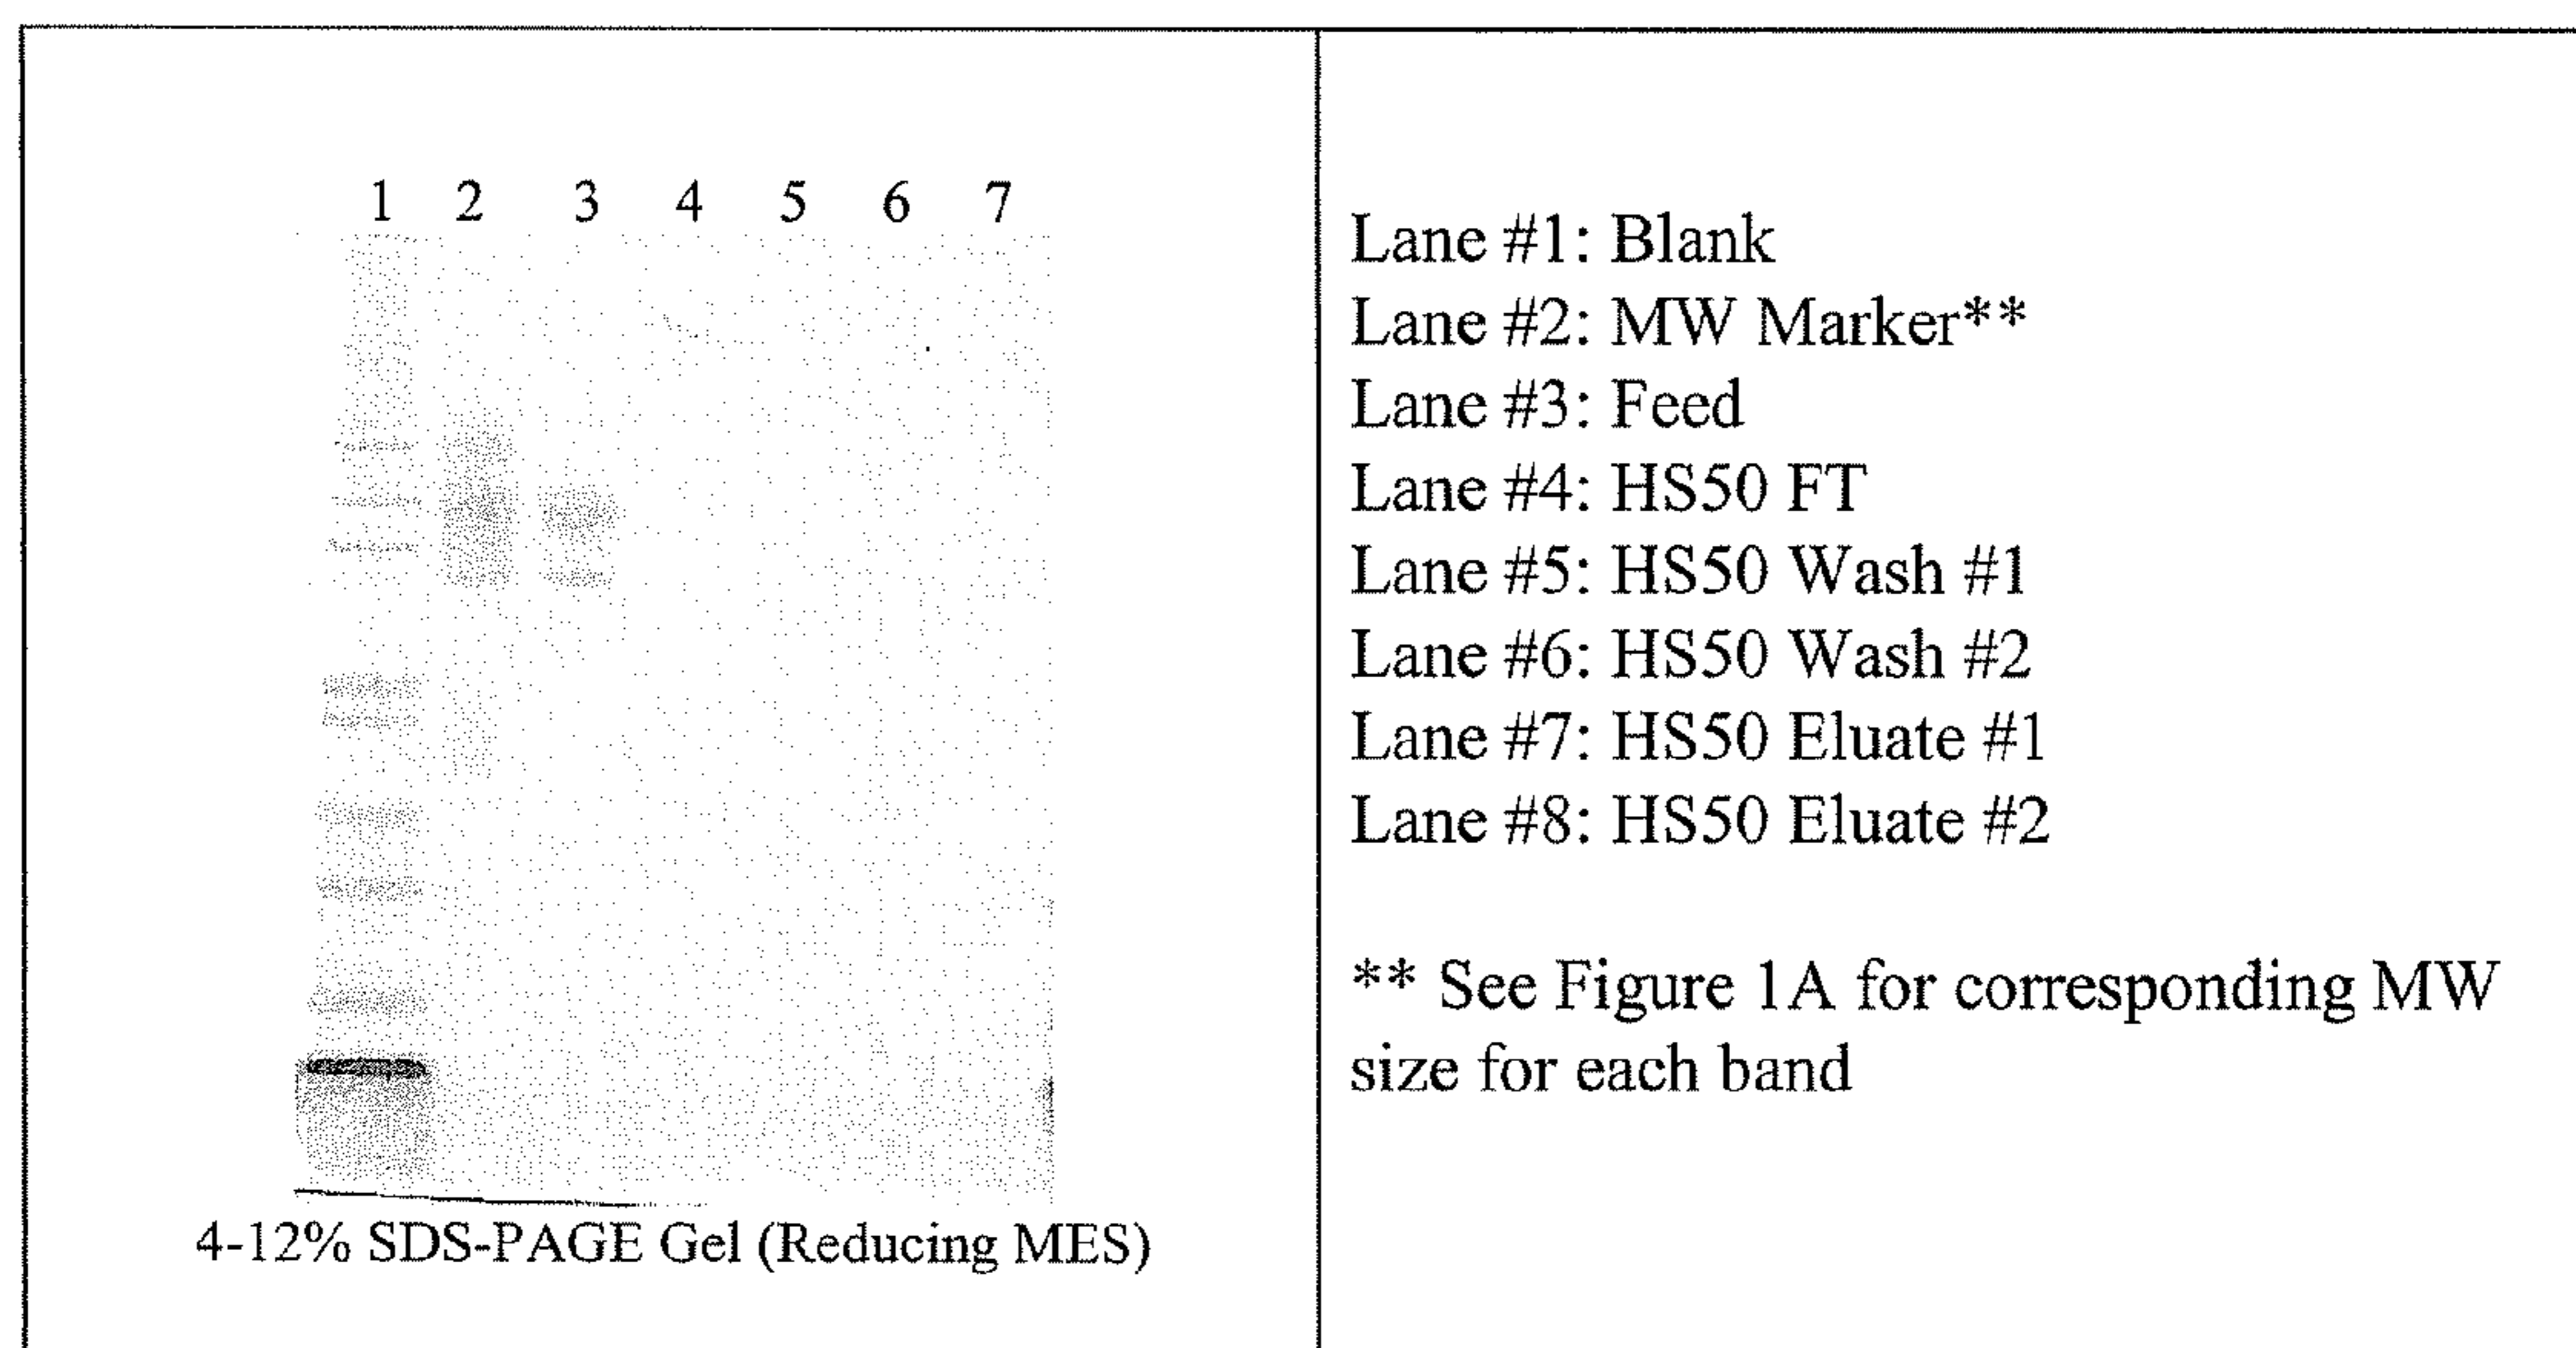 1 2 3 4 5 6 7
4-12% SDS-PAGE Gel (Reducing MES)
Lane #1: Blank
Lane #2: MW Marker**
Lane #3: Feed
Lane #4: HS50 FT
Lane #5: HS50 Wash #1
Lane #6: HS50 Wash #2
Lane #7: HS50 Eluate #1
Lane #8: HS50 Eluate #2
** See Figure 1A for corresponding MW
size for each band